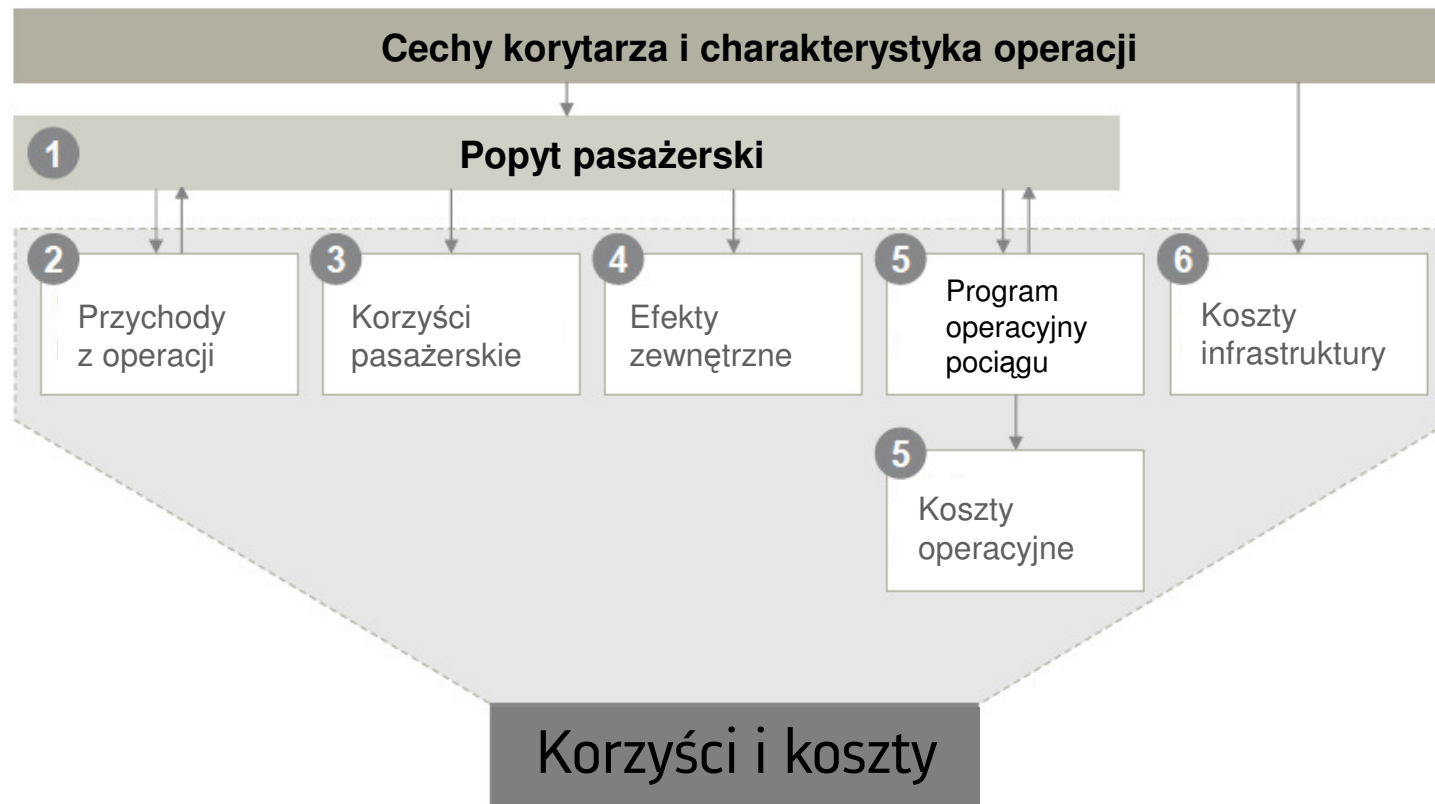 Cechy korytarza i charakterystyka operacji
1
Popyt pasażerski
2
Przychody
z operacji
3
Korzyści
pasażerskie
4
Efekty
zewnętrzne
5
Program
operacyjny
pociągu
6
Koszty
infrastruktury
5
Koszty
operacyjne
Korzyści i koszty